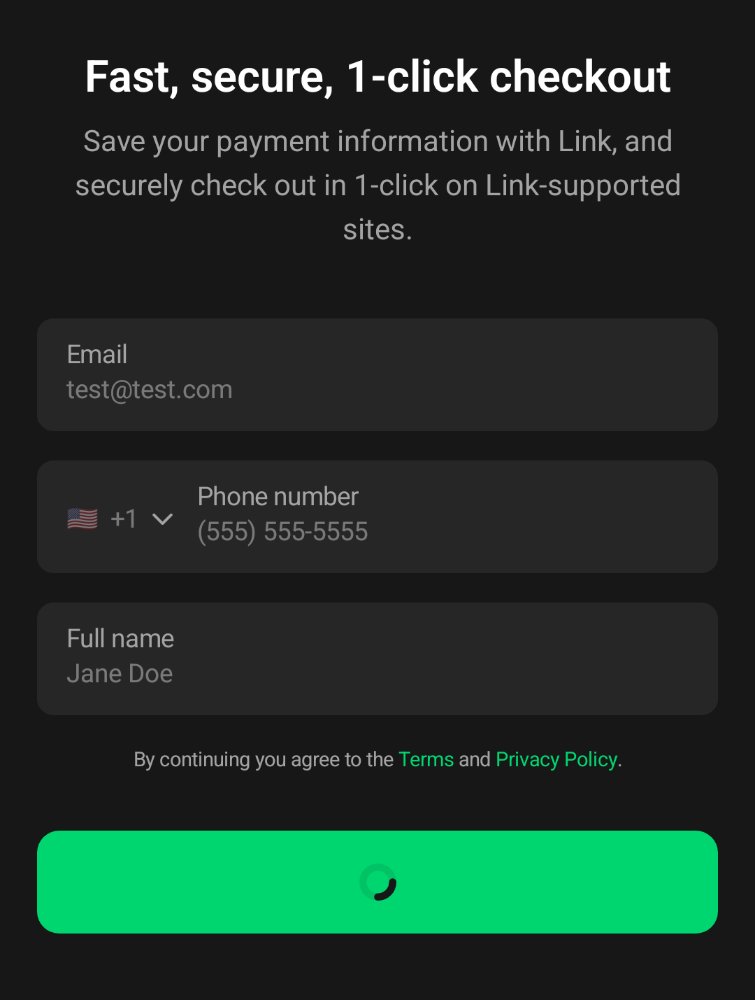 Fast, secure, 1-click checkout
Save your payment information with Link, and
securely check out in 1-click on Link-supported
sites.
Email
test@test.com
+1
Phone number
(555) 555-5555
Full name
Jane Doe
By continuing you agree to the Terms and Privacy Policy.